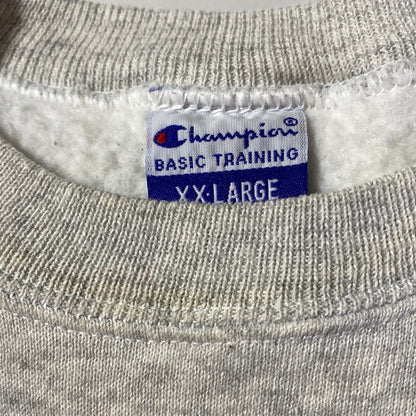 Champion®
BASIC TRAINING
XX-LARGE